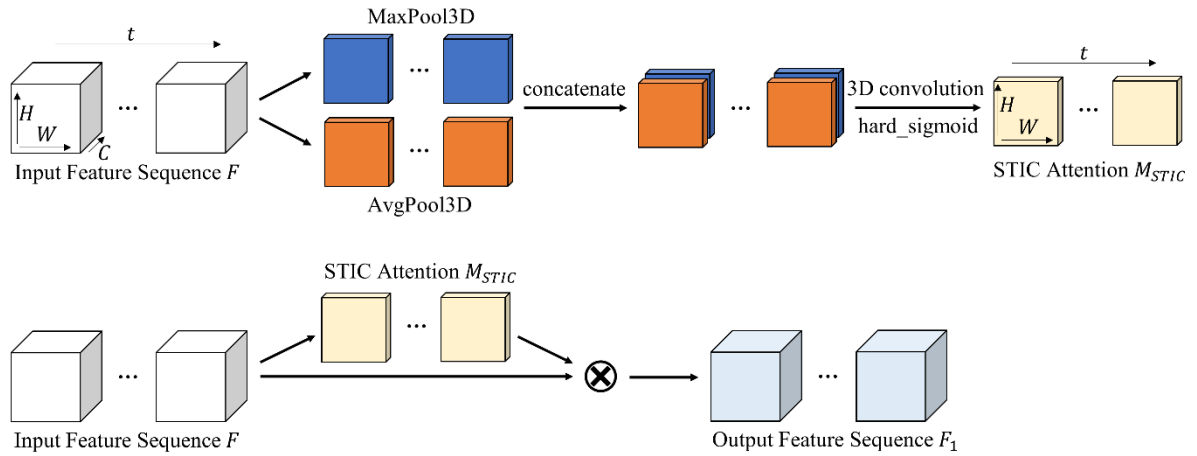 MaxPool3D
t
...
...
H
W
C
Input Feature Sequence F
...
AvgPool3D
concatenate
...
3D convolution
hard_sigmoid
t
H
W
...
STIC Attention M_STIC
STIC Attention M_STIC
...
...
Input Feature Sequence F
...
Output Feature Sequence F₁